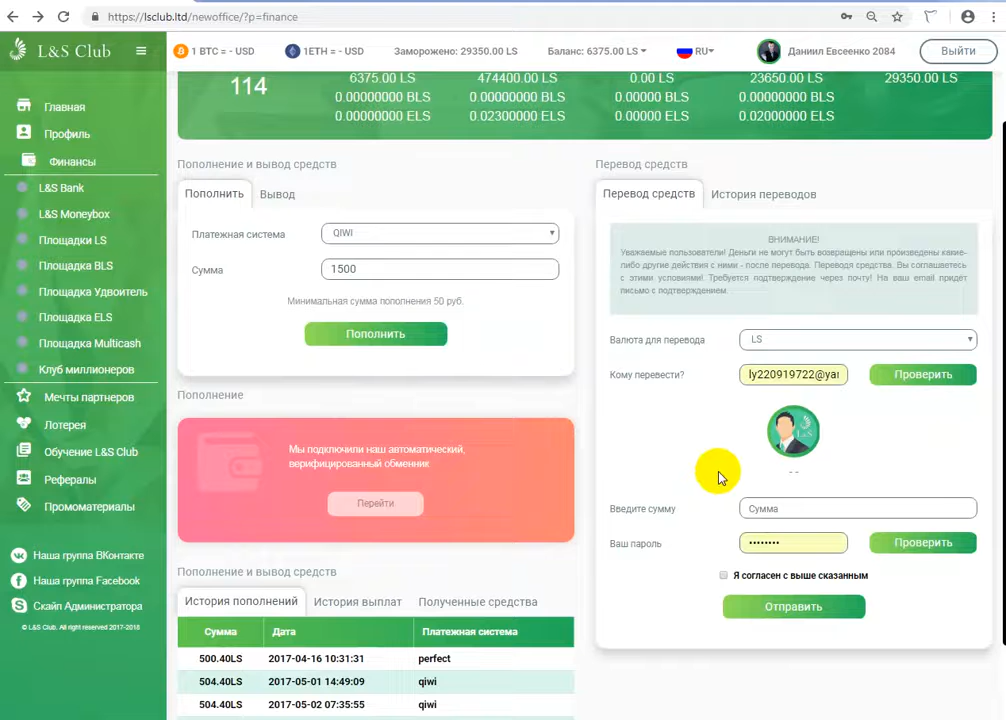 https://lsclub.ltd/newoffice/?p=finance
L&S Club
1 BTC = - USD
1ETH = - USD
Заморожено: 29350.00 LS
Баланс: 6375.00 LS
RU
Даниил Евсеенко 2084
Выйти
114
6375.00 LS
474400.00 LS
0.00 LS
23650.00 LS
29350.00 LS
0.00000000 BLS
0.00000000 BLS
0.00000 BLS
0.00000000 BLS
0.00000000 ELS
0.02300000 ELS
0.00000 ELS
0.02000000 ELS
Главная
Профиль
Финансы
L&S Bank
L&S Moneybox
Площадки LS
Площадка BLS
Площадка Удвоитель
Площадка ELS
Площадка Multicash
Клуб миллионеров
Мечты партнеров
Лотерея
Обучение L&S Club
Рефералы
Промоматериалы
Наша группа ВКонтакте
Наша группа Facebook
Скайп Администратора
© L&S Club. All right reserved 2017-2018
Пополнение и вывод средств
Пополнить
Вывод
Платежная система
QIWI
Сумма
1500
Минимальная сумма пополнения 50 руб.
Пополнить
Пополнение
Мы подключили наш автоматический,
верифицированный обменник
Перейти
Пополнение и вывод средств
История пополнений
История выплат
Полученные средства
Сумма
Дата
Платежная система
500.40LS
2017-04-16 10:31:31
perfect
504.40LS
2017-05-01 14:49:09
qiwi
504.40LS
2017-05-02 07:35:55
qiwi
Перевод средств
Перевод средств
История переводов
ВНИМАНИЕ!
Уважаемые пользователи! Деньги не могут быть возвращены или произведены какие-
либо другие действия с ними - после перевода. Переводя средства. Вы соглашаетесь
с этими условиями! Требуется подтверждение через почту! На ваш email придёт
письмо с подтверждением.
Валюта для перевода
LS
Кому перевести?
ly220919722@yar
Проверить
L&S
- -
Введите сумму
Сумма
Ваш пароль
••••••••
Проверить
Я согласен с выше сказанным
Отправить